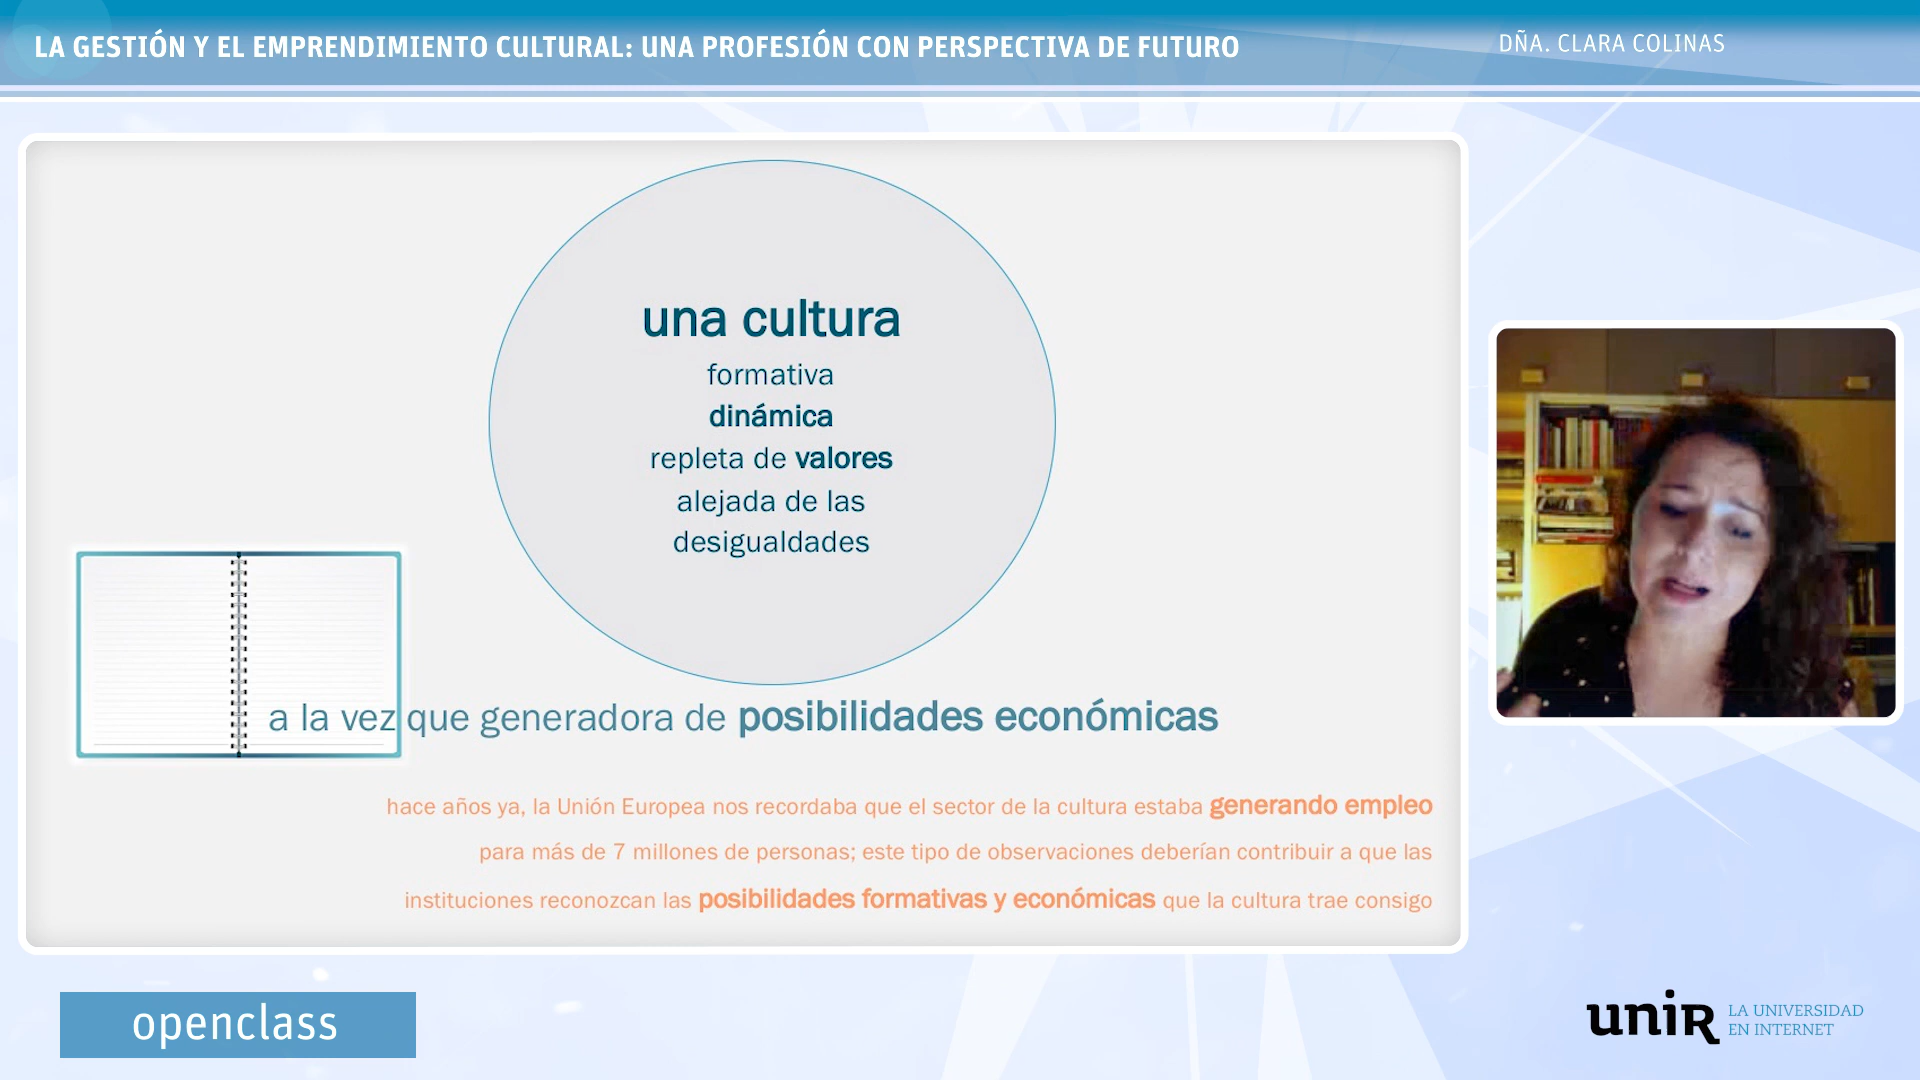 LA GESTIÓN Y EL EMPRENDIMIENTO CULTURAL: UNA PROFESIÓN CON PERSPECTIVA DE FUTURO
DÑA. CLARA COLINAS
una cultura
formativa
dinámica
repleta de valores
alejada de las
desigualdades
a la vez que generadora de posibilidades económicas
hace años ya, la Unión Europea nos recordaba que el sector de la cultura estaba generando empleo
para más de 7 millones de personas; este tipo de observaciones deberían contribuir a que las
instituciones reconozcan las posibilidades formativas y económicas que la cultura trae consigo
openclass
uniR
LA UNIVERSIDAD
EN INTERNET